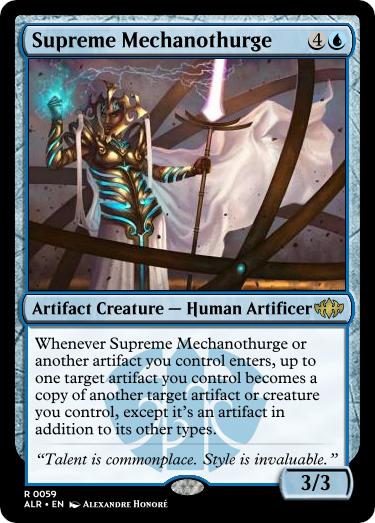 Supreme Mechanothurge 4
Artifact Creature — Human Artificer
Whenever Supreme Mechanothurge or
another artifact you control enters, up to
one target artifact you control becomes a
copy of another target artifact or creature
you control, except it's an artifact in
addition to its other types.
“Talent is commonplace. Style is invaluable.”
3/3
R 0059
ALR • EN Alexandre Honoré